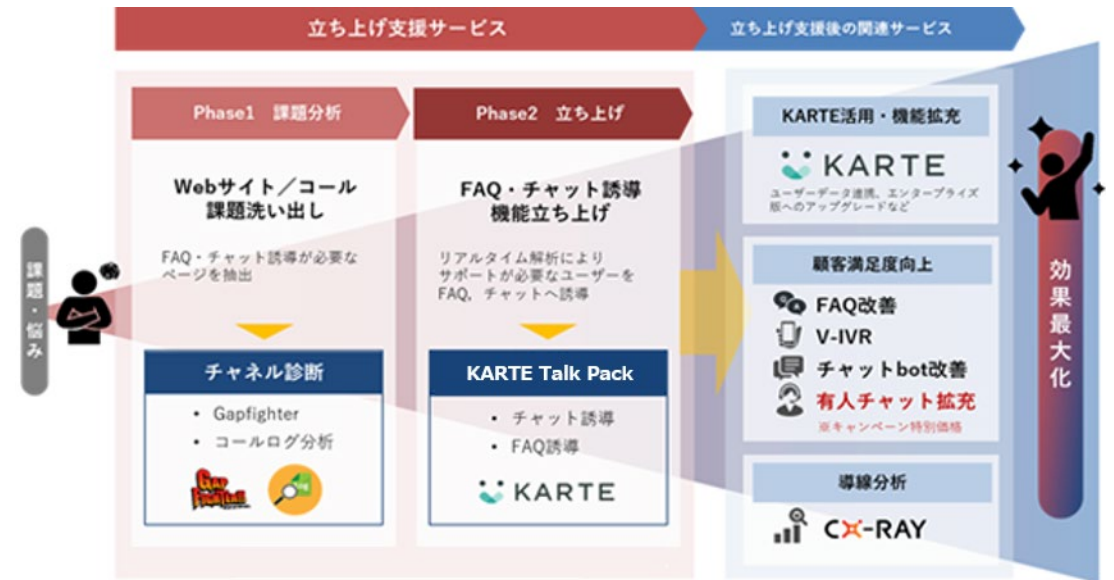 立ち上げ支援サービス
立ち上げ支援後の関連サービス
課題・悩み
Phase1 課題分析
Webサイト／コール
課題洗い出し
FAQ・チャット誘導が必要な
ページを抽出
チャネル診断
• Gapfighter
• コールログ分析
GAP
FIGHTER
Phase2 立ち上げ
FAQ・チャット誘導
機能立ち上げ
リアルタイム解析により
サポートが必要なユーザーを
FAQ, チャットへ誘導
KARTE Talk Pack
• チャット誘導
• FAQ誘導
KARTE
KARTE活用・機能拡充
KARTE
ユーザーデータ連携、エンタープライズ
版へのアップグレードなど
顧客満足度向上
FAQ改善
V-IVR
チャットbot改善
有人チャット拡充
※キャンペーン特別価格
導線分析
CX-RAY
効果最大化